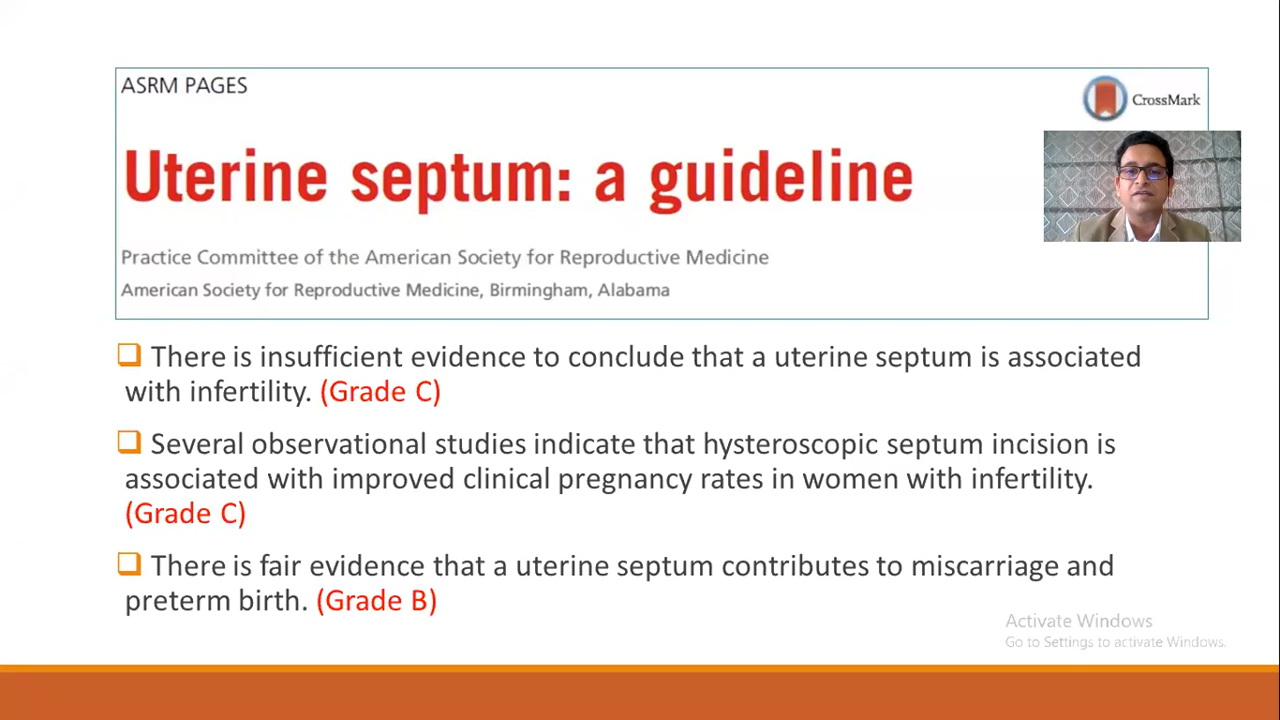 ASRM PAGES
CrossMark
Uterine septum: a guideline
Practice Committee of the American Society for Reproductive Medicine
American Society for Reproductive Medicine, Birmingham, Alabama
There is insufficient evidence to conclude that a uterine septum is associated
with infertility. (Grade C)
Several observational studies indicate that hysteroscopic septum incision is
associated with improved clinical pregnancy rates in women with infertility.
(Grade C)
There is fair evidence that a uterine septum contributes to miscarriage and
preterm birth. (Grade B)
Activate Windows
Go to Settings to activate Windows.